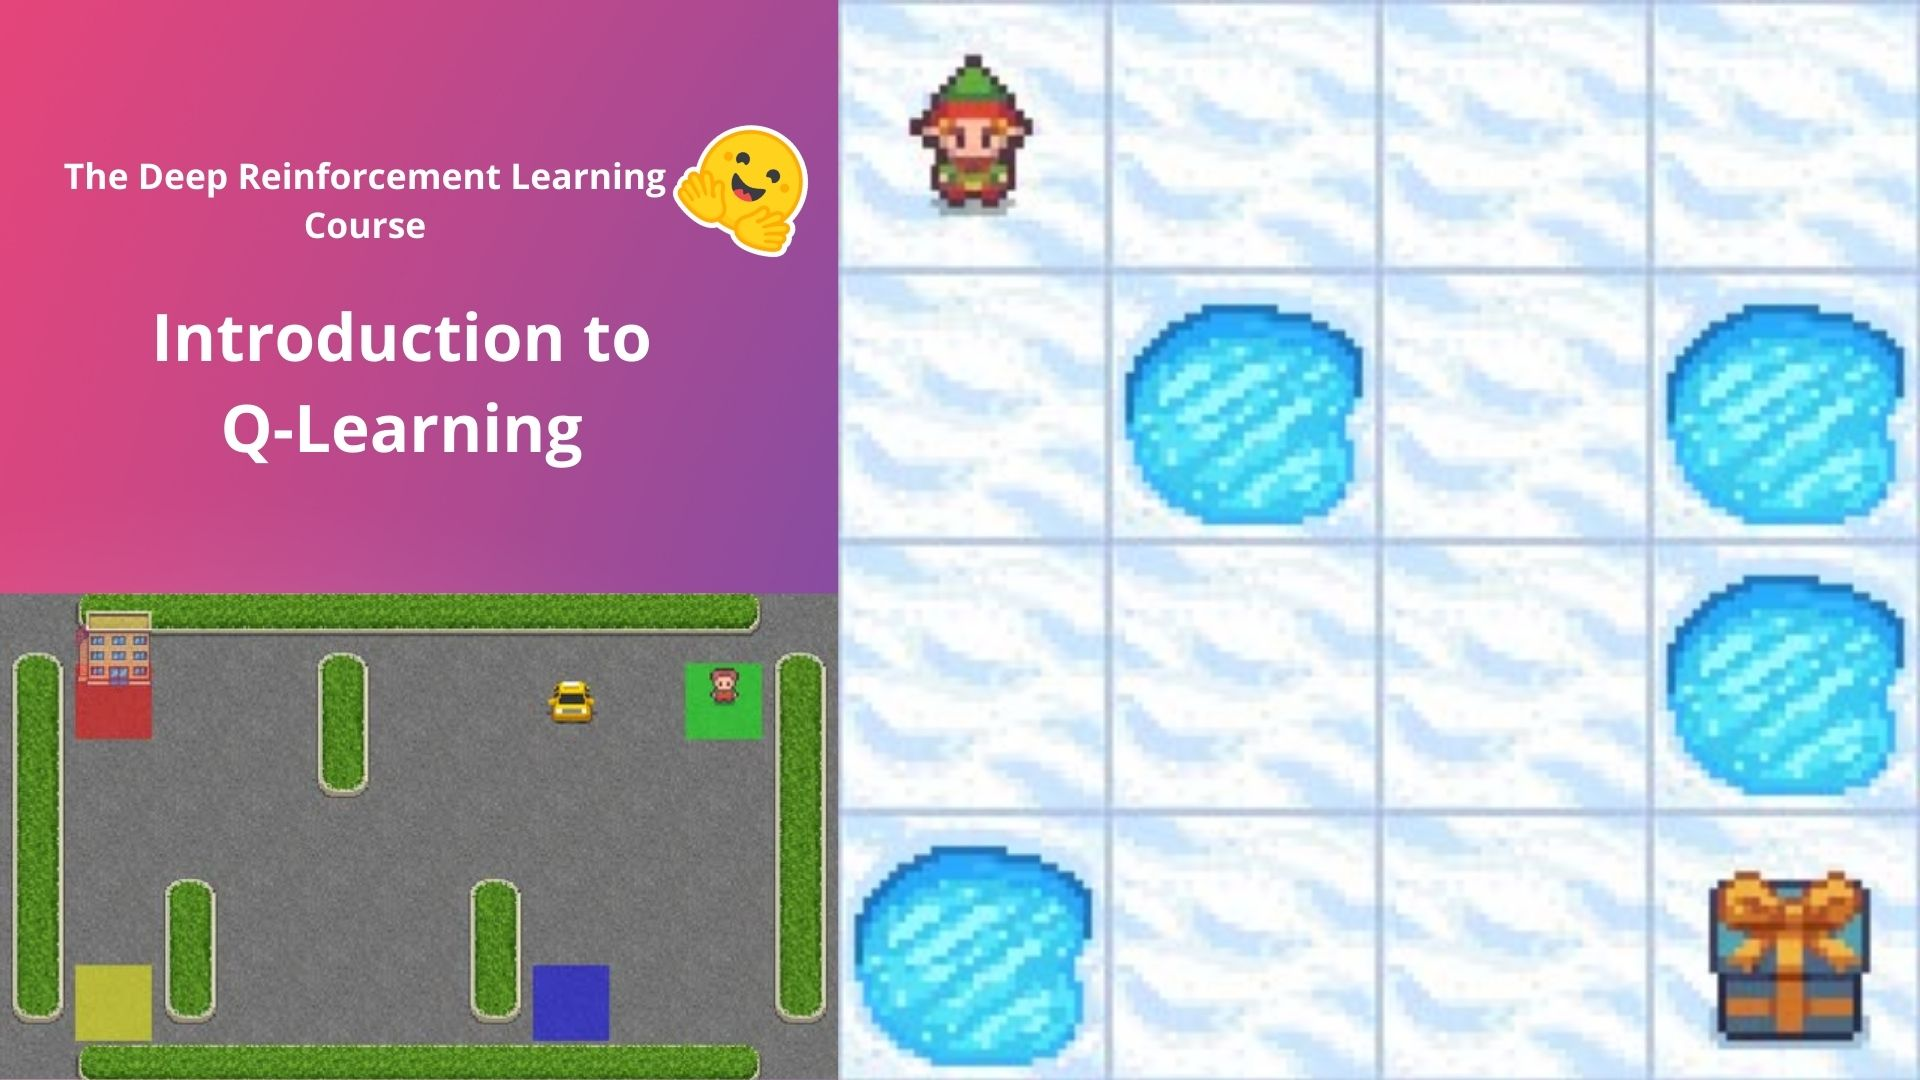 The Deep Reinforcement Learning
Course
Introduction to
Q-Learning